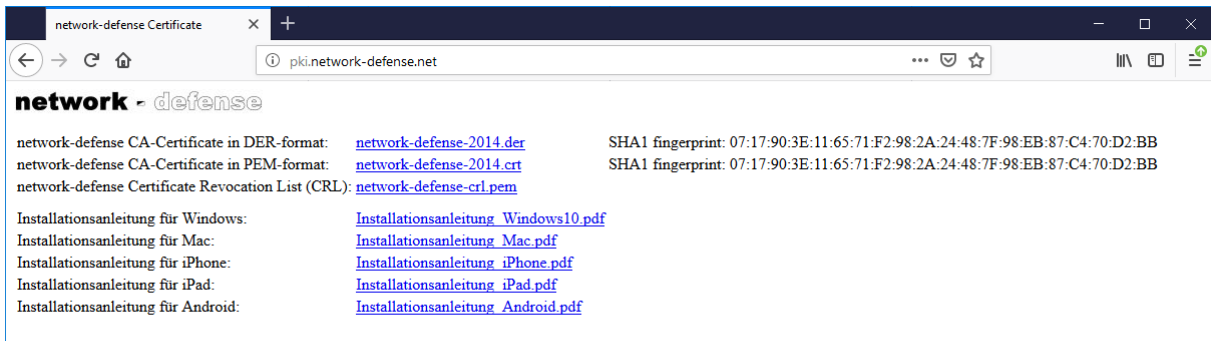 network-defense Certificate
pki.network-defense.net
network - defense
network-defense CA-Certificate in DER-format: network-defense-2014.der SHA1 fingerprint: 07:17:90:3E:11:65:71:F2:98:2A:24:48:7F:98:EB:87:C4:70:D2:BB
network-defense CA-Certificate in PEM-format: network-defense-2014.crt SHA1 fingerprint: 07:17:90:3E:11:65:71:F2:98:2A:24:48:7F:98:EB:87:C4:70:D2:BB
network-defense Certificate Revocation List (CRL): network-defense-crl.pem
Installationsanleitung für Windows: Installationsanleitung_Windows10.pdf
Installationsanleitung für Mac: Installationsanleitung_Mac.pdf
Installationsanleitung für iPhone: Installationsanleitung_iPhone.pdf
Installationsanleitung für iPad: Installationsanleitung_iPad.pdf
Installationsanleitung für Android: Installationsanleitung_Android.pdf